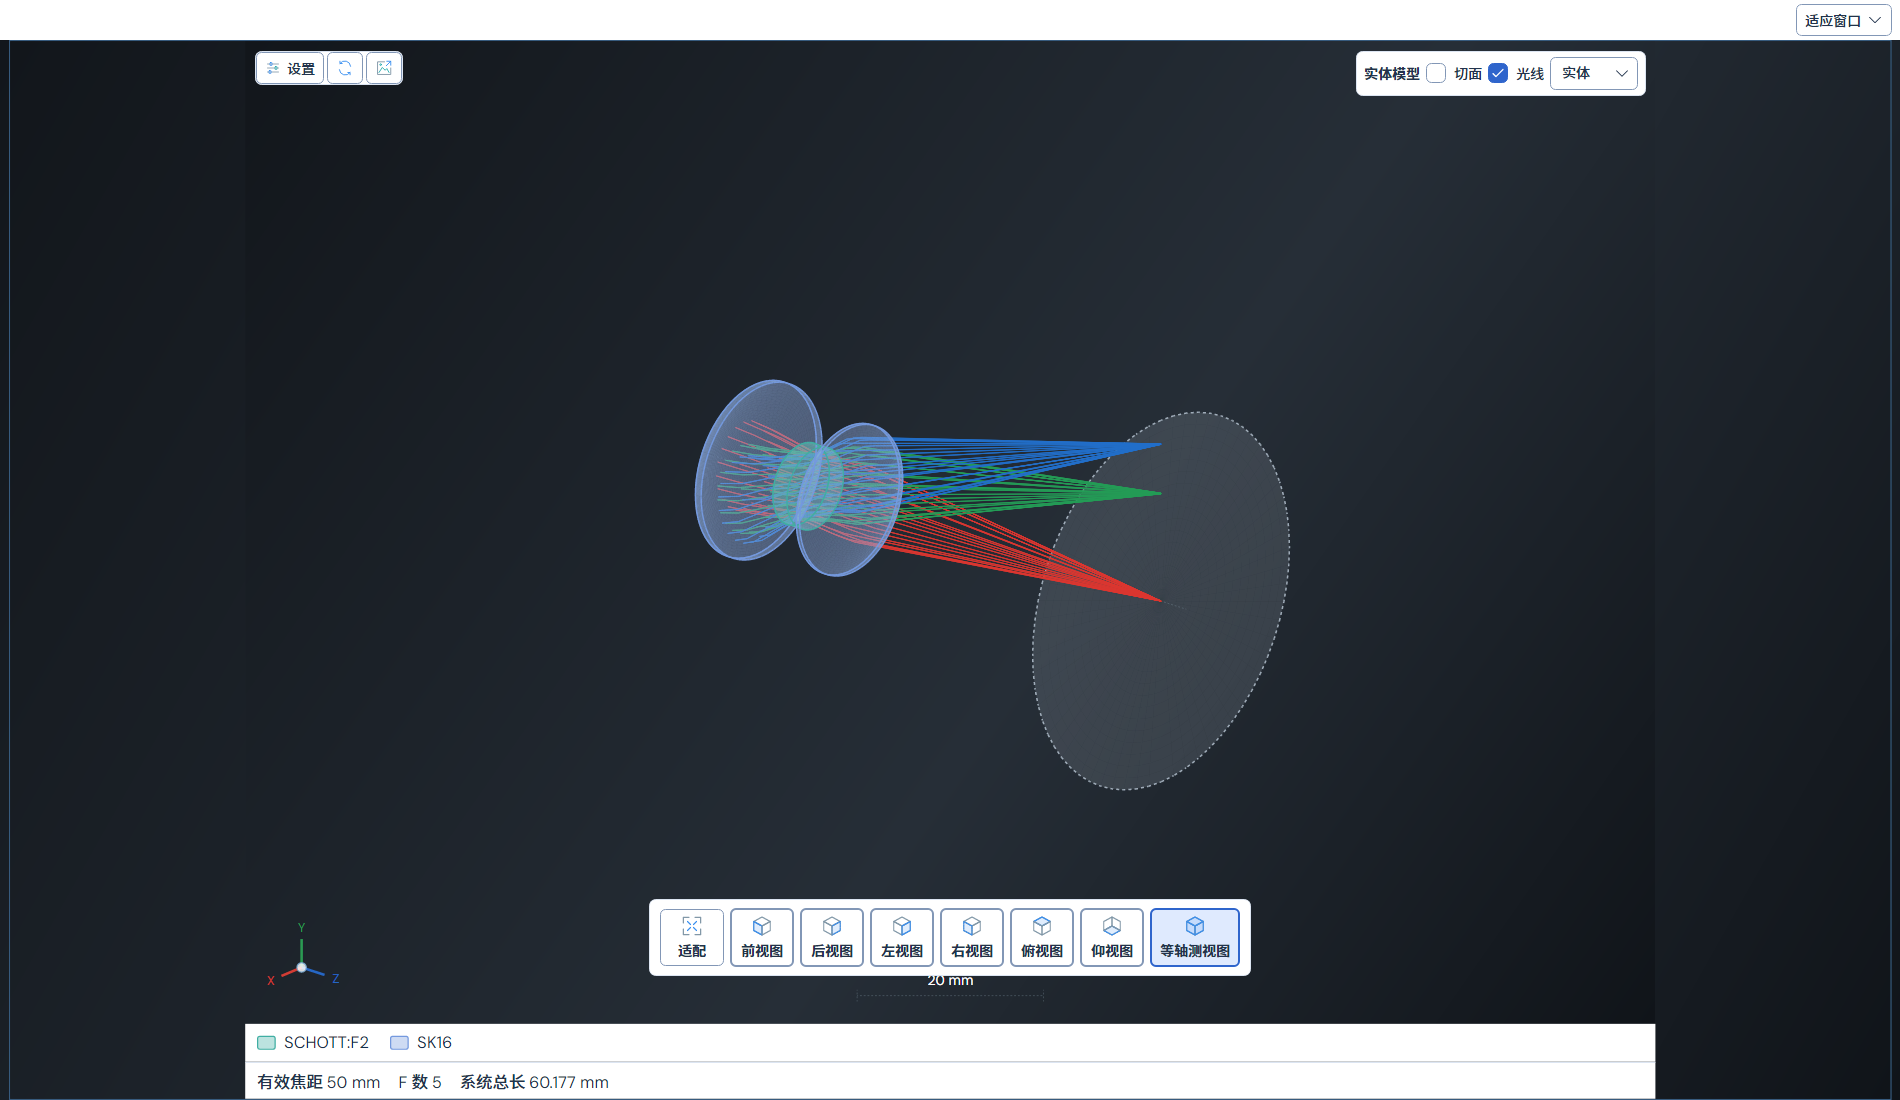 适应窗口
设置
实体模型 切面 光线 实体
Y
X Z
适配 前视图 后视图 左视图 右视图 俯视图 仰视图 等轴测视图
20 mm
SCHOTT:F2 SK16
有效焦距 50 mm F 数 5 系统总长 60.177 mm